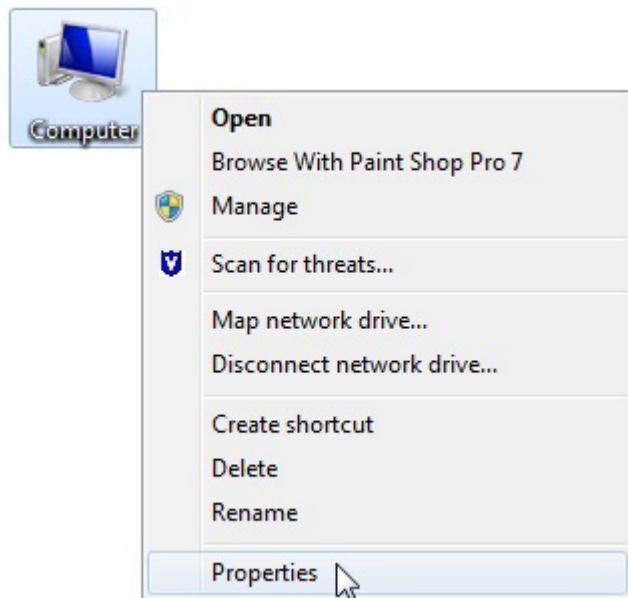 Computer
Open
Browse With Paint Shop Pro 7
Manage
Scan for threats...
Map network drive...
Disconnect network drive...
Create shortcut
Delete
Rename
Properties